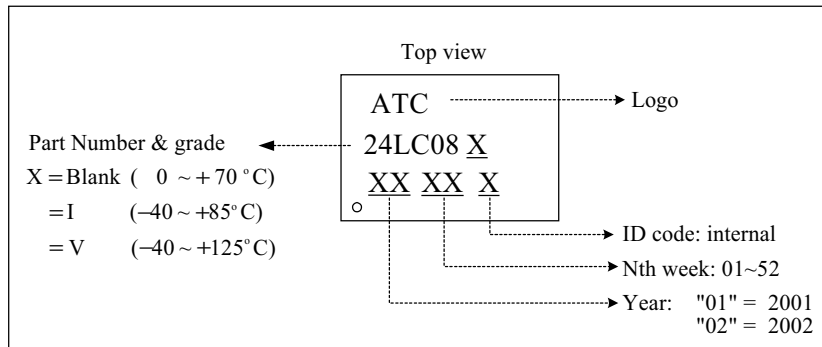 Top view
ATC
Logo
Part Number & grade
24LC08 X
X = Blank ( 0 ~ + 70 °C)
XX XX X
= I (−40 ~ +85°C)
= V (−40 ~ +125°C)
ID code: internal
Nth week: 01~52
Year: "01" = 2001
"02" = 2002